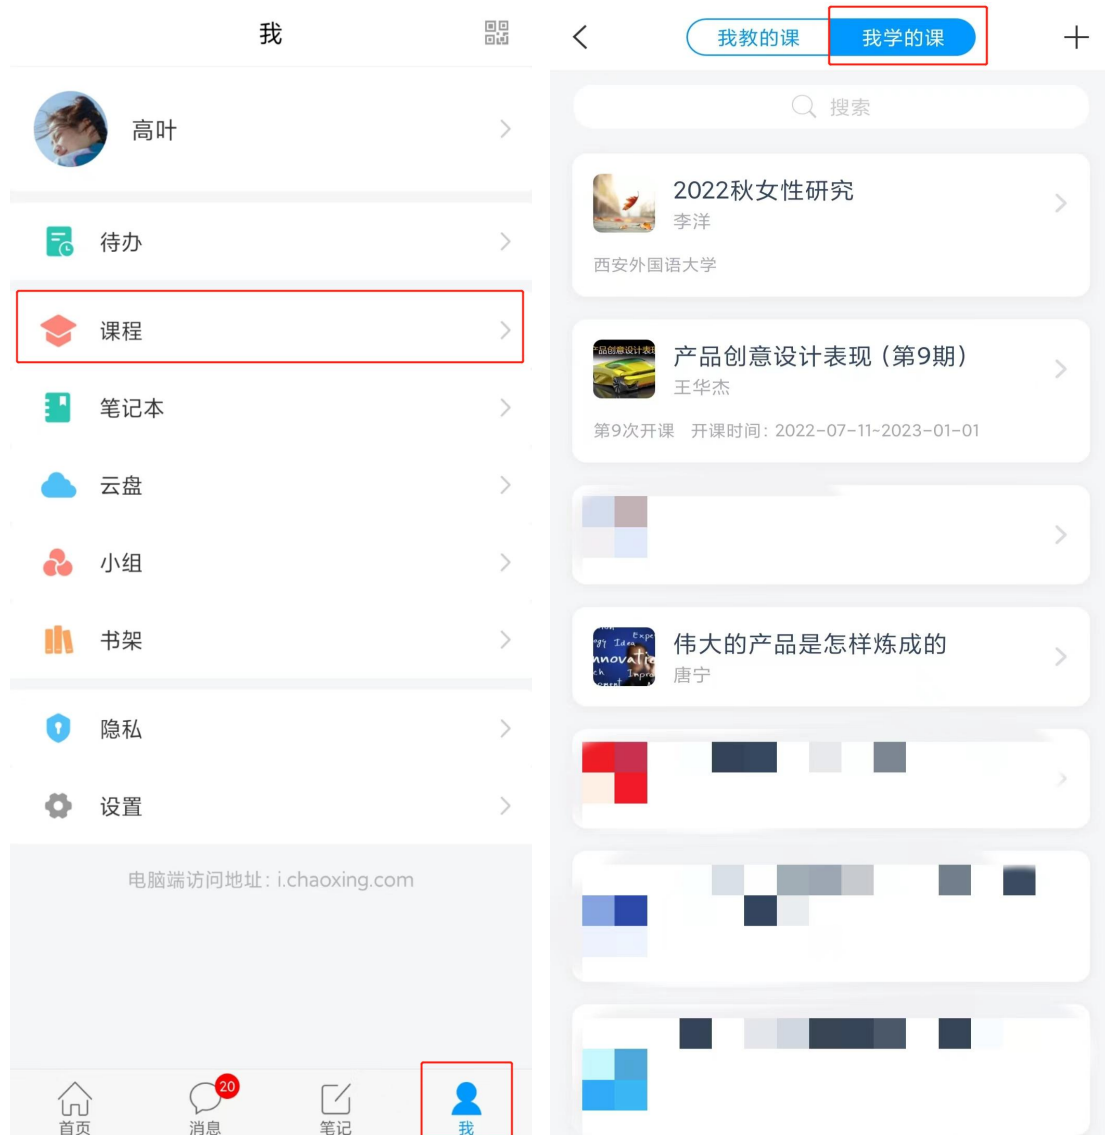 我
高叶
待办
课程
笔记本
云盘
小组
书架
隐私
设置
电脑端访问地址: i.chaoxing.com
首页
20
消息
笔记
我
我教的课
我学的课
搜索
2022秋女性研究
李洋
西安外国语大学
产品创意设计表现（第9期）
王华杰
第9次开课 开课时间: 2022-07-11~2023-01-01
伟大的产品是怎样炼成的
唐宁